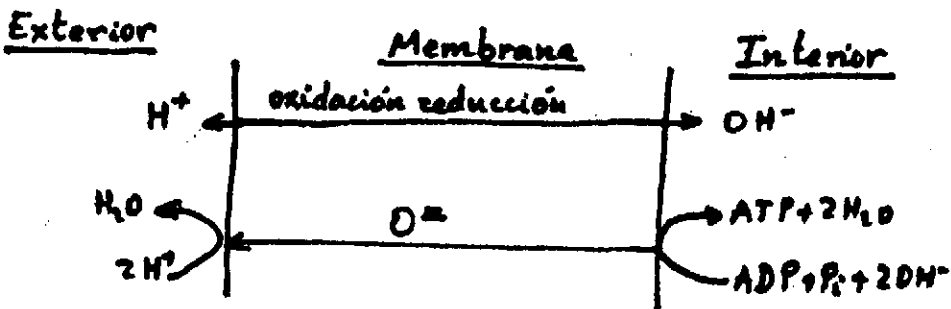 Exterior Membrana Interior
H⁺ oxidación reducción OH⁻
H₂O O⁼ ATP+2H₂O
2H⁺ ADP+Pᵢ+2OH⁻